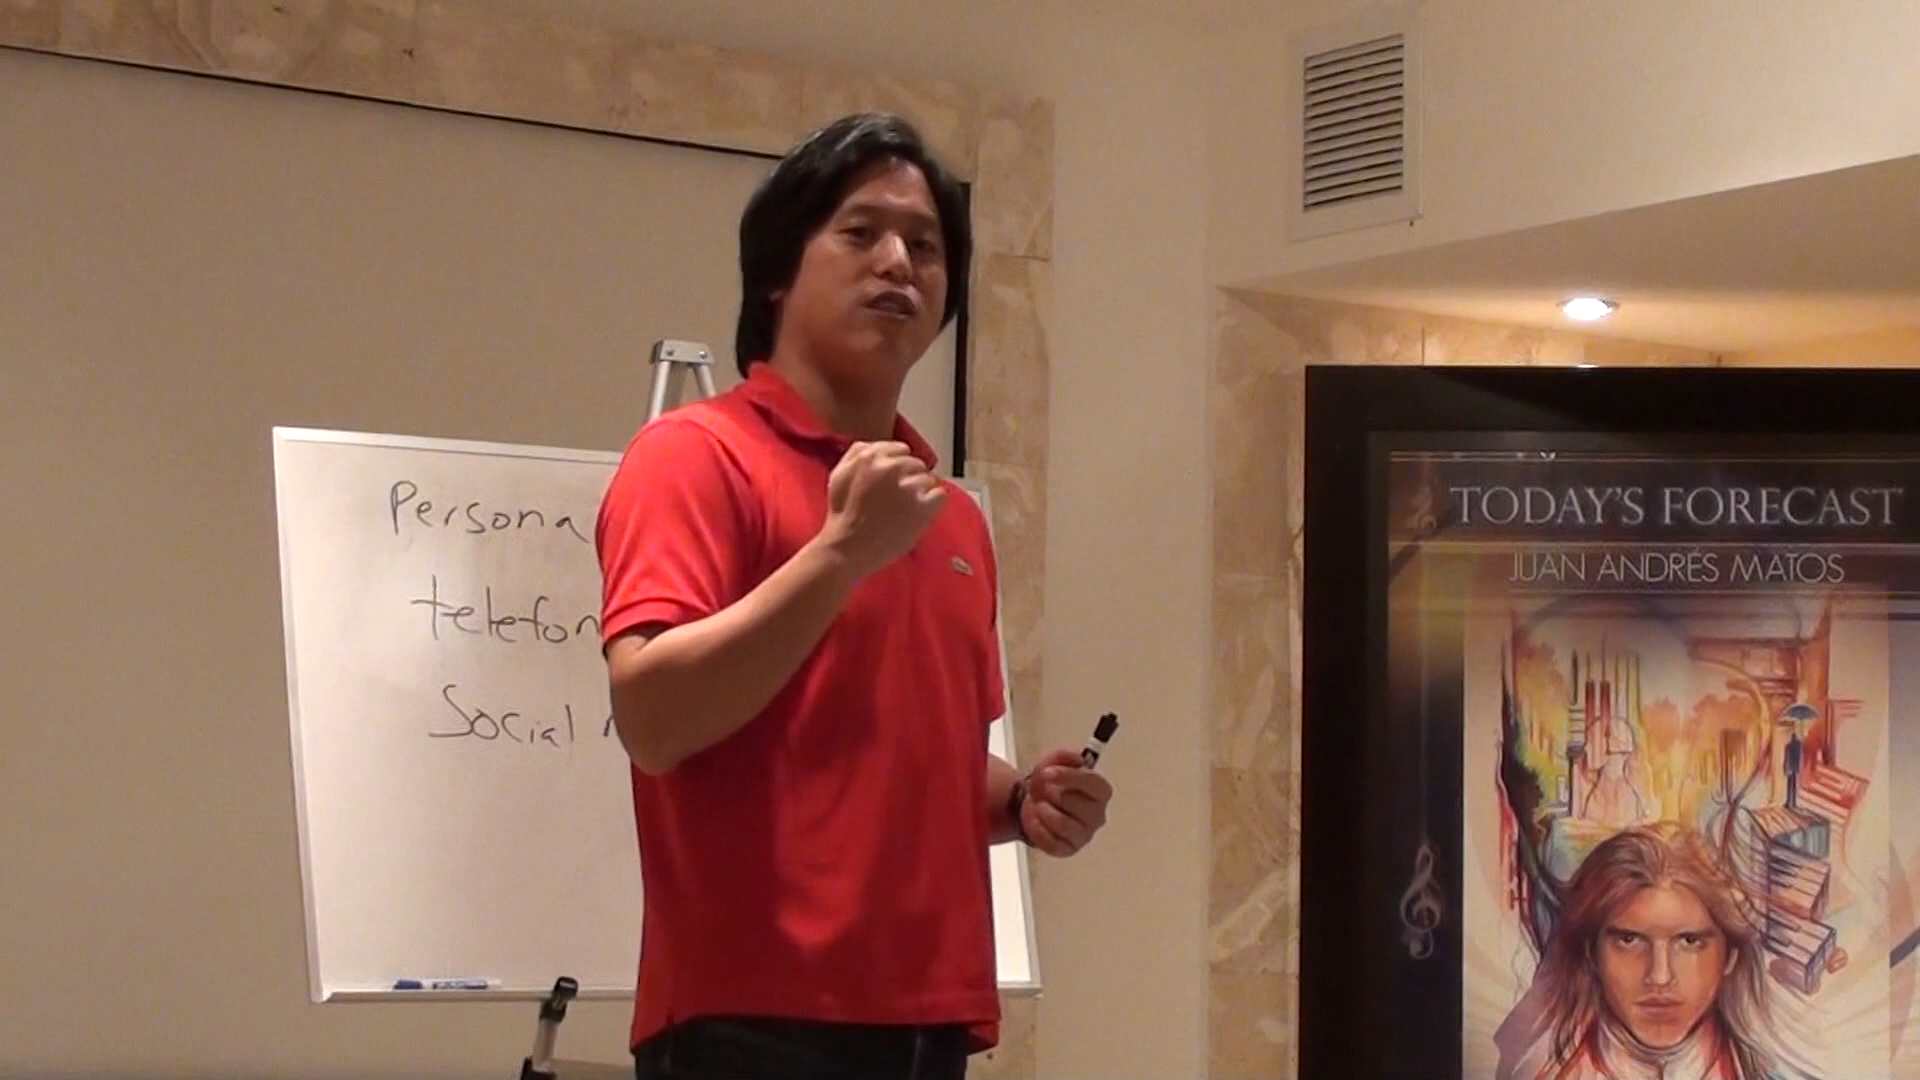 Persona
telefon
Social
TODAY'S FORECAST
JUAN ANDRÉS MATOS